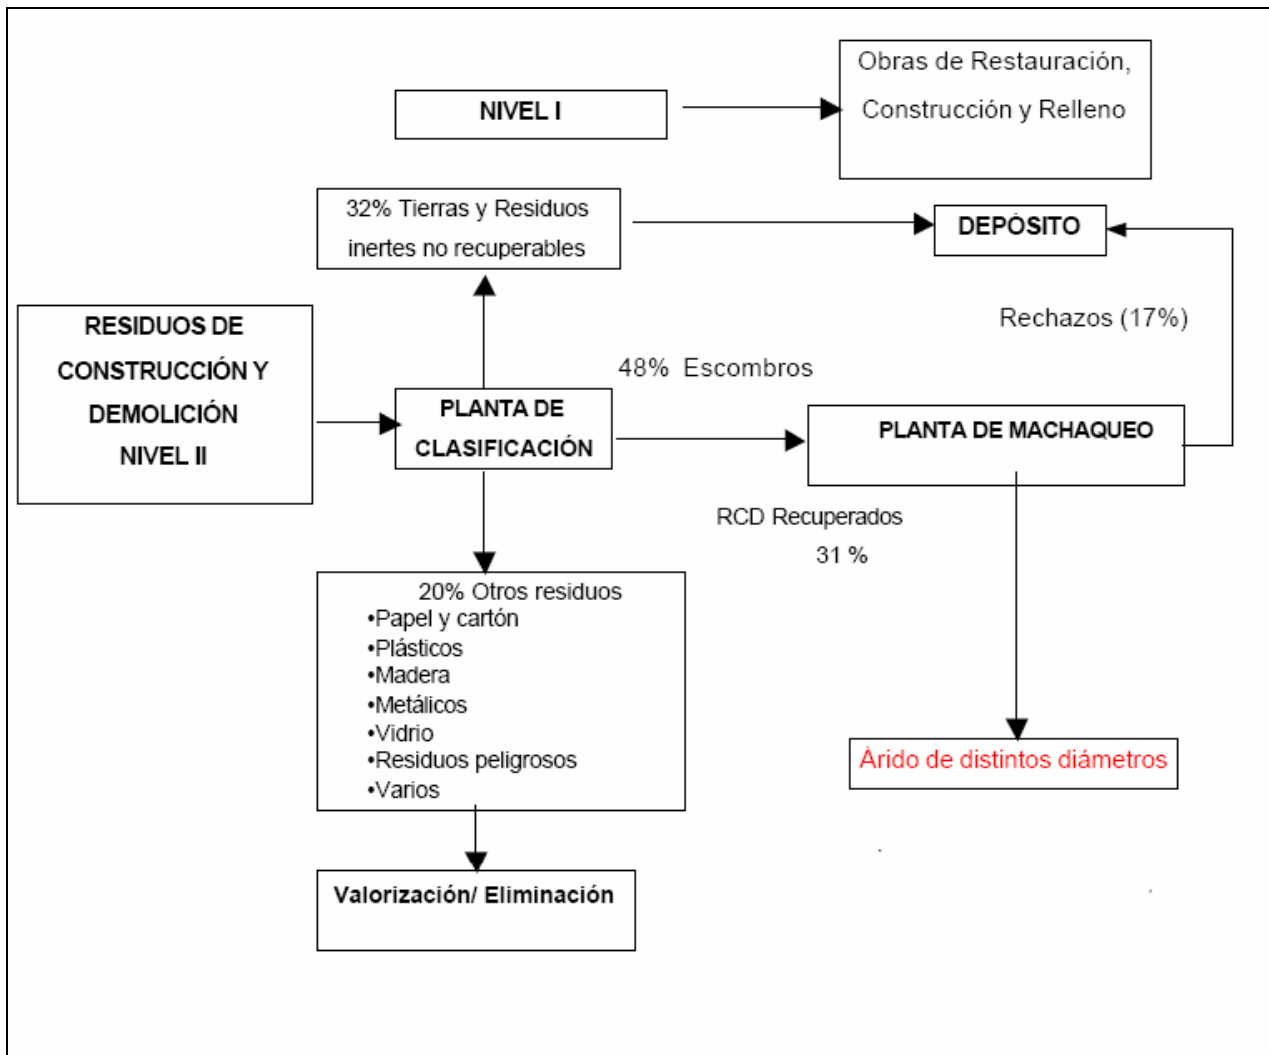 Obras de Restauración,
Construcción y Relleno
NIVEL I
32% Tierras y Residuos
inertes no recuperables
DEPÓSITO
Rechazos (17%)
RESIDUOS DE
CONSTRUCCIÓN Y
DEMOLICIÓN
NIVEL II
48% Escombros
PLANTA DE
CLASIFICACIÓN
PLANTA DE MACHAQUEO
RCD Recuperados
31 %
20% Otros residuos
•Papel y cartón
•Plásticos
•Madera
•Metálicos
•Vidrio
•Residuos peligrosos
•Varios
Árido de distintos diámetros
Valorización/ Eliminación